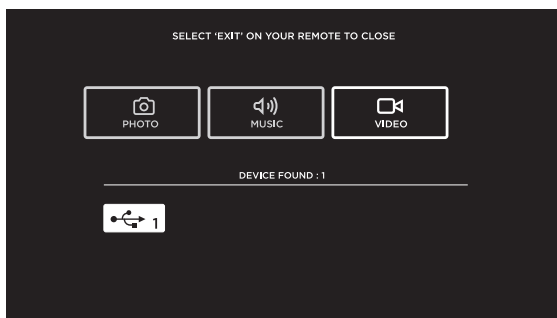 SELECT 'EXIT' ON YOUR REMOTE TO CLOSE
PHOTO
MUSIC
VIDEO
DEVICE FOUND : 1
1